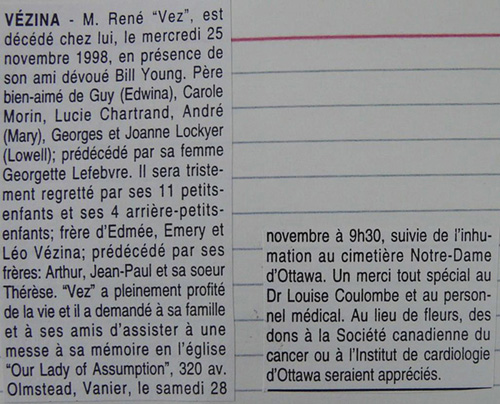 VÉZINA - M. René “Vez”, est
décédé chez lui, le mercredi 25
novembre 1998, en présence de
son ami dévoué Bill Young. Père
bien-aimé de Guy (Edwina), Carole
Morin, Lucie Chartrand, André
(Mary), Georges et Joanne Lockyer
(Lowell); prédécédé par sa femme
Georgette Lefebvre. Il sera triste-
ment regretté par ses 11 petits-
enfants et ses 4 arrière-petits-
enfants; frère d’Edmée, Emery et
Léo Vézina; prédécédé par ses
frères: Arthur, Jean-Paul et sa soeur
Thérèse. “Vez” a pleinement profité
de la vie et il a demandé à sa famille
et à ses amis d’assister à une
messe à sa mémoire en l’église
“Our Lady of Assumption”, 320 av.
Olmstead, Vanier, le samedi 28
novembre à 9h30, suivie de l’inhu-
mation au cimetière Notre-Dame
d’Ottawa. Un merci tout spécial au
Dr Louise Coulombe et au person-
nel médical. Au lieu de fleurs, des
dons à la Société canadienne du
cancer ou à l’Institut de cardiologie
d’Ottawa seraient appréciés.